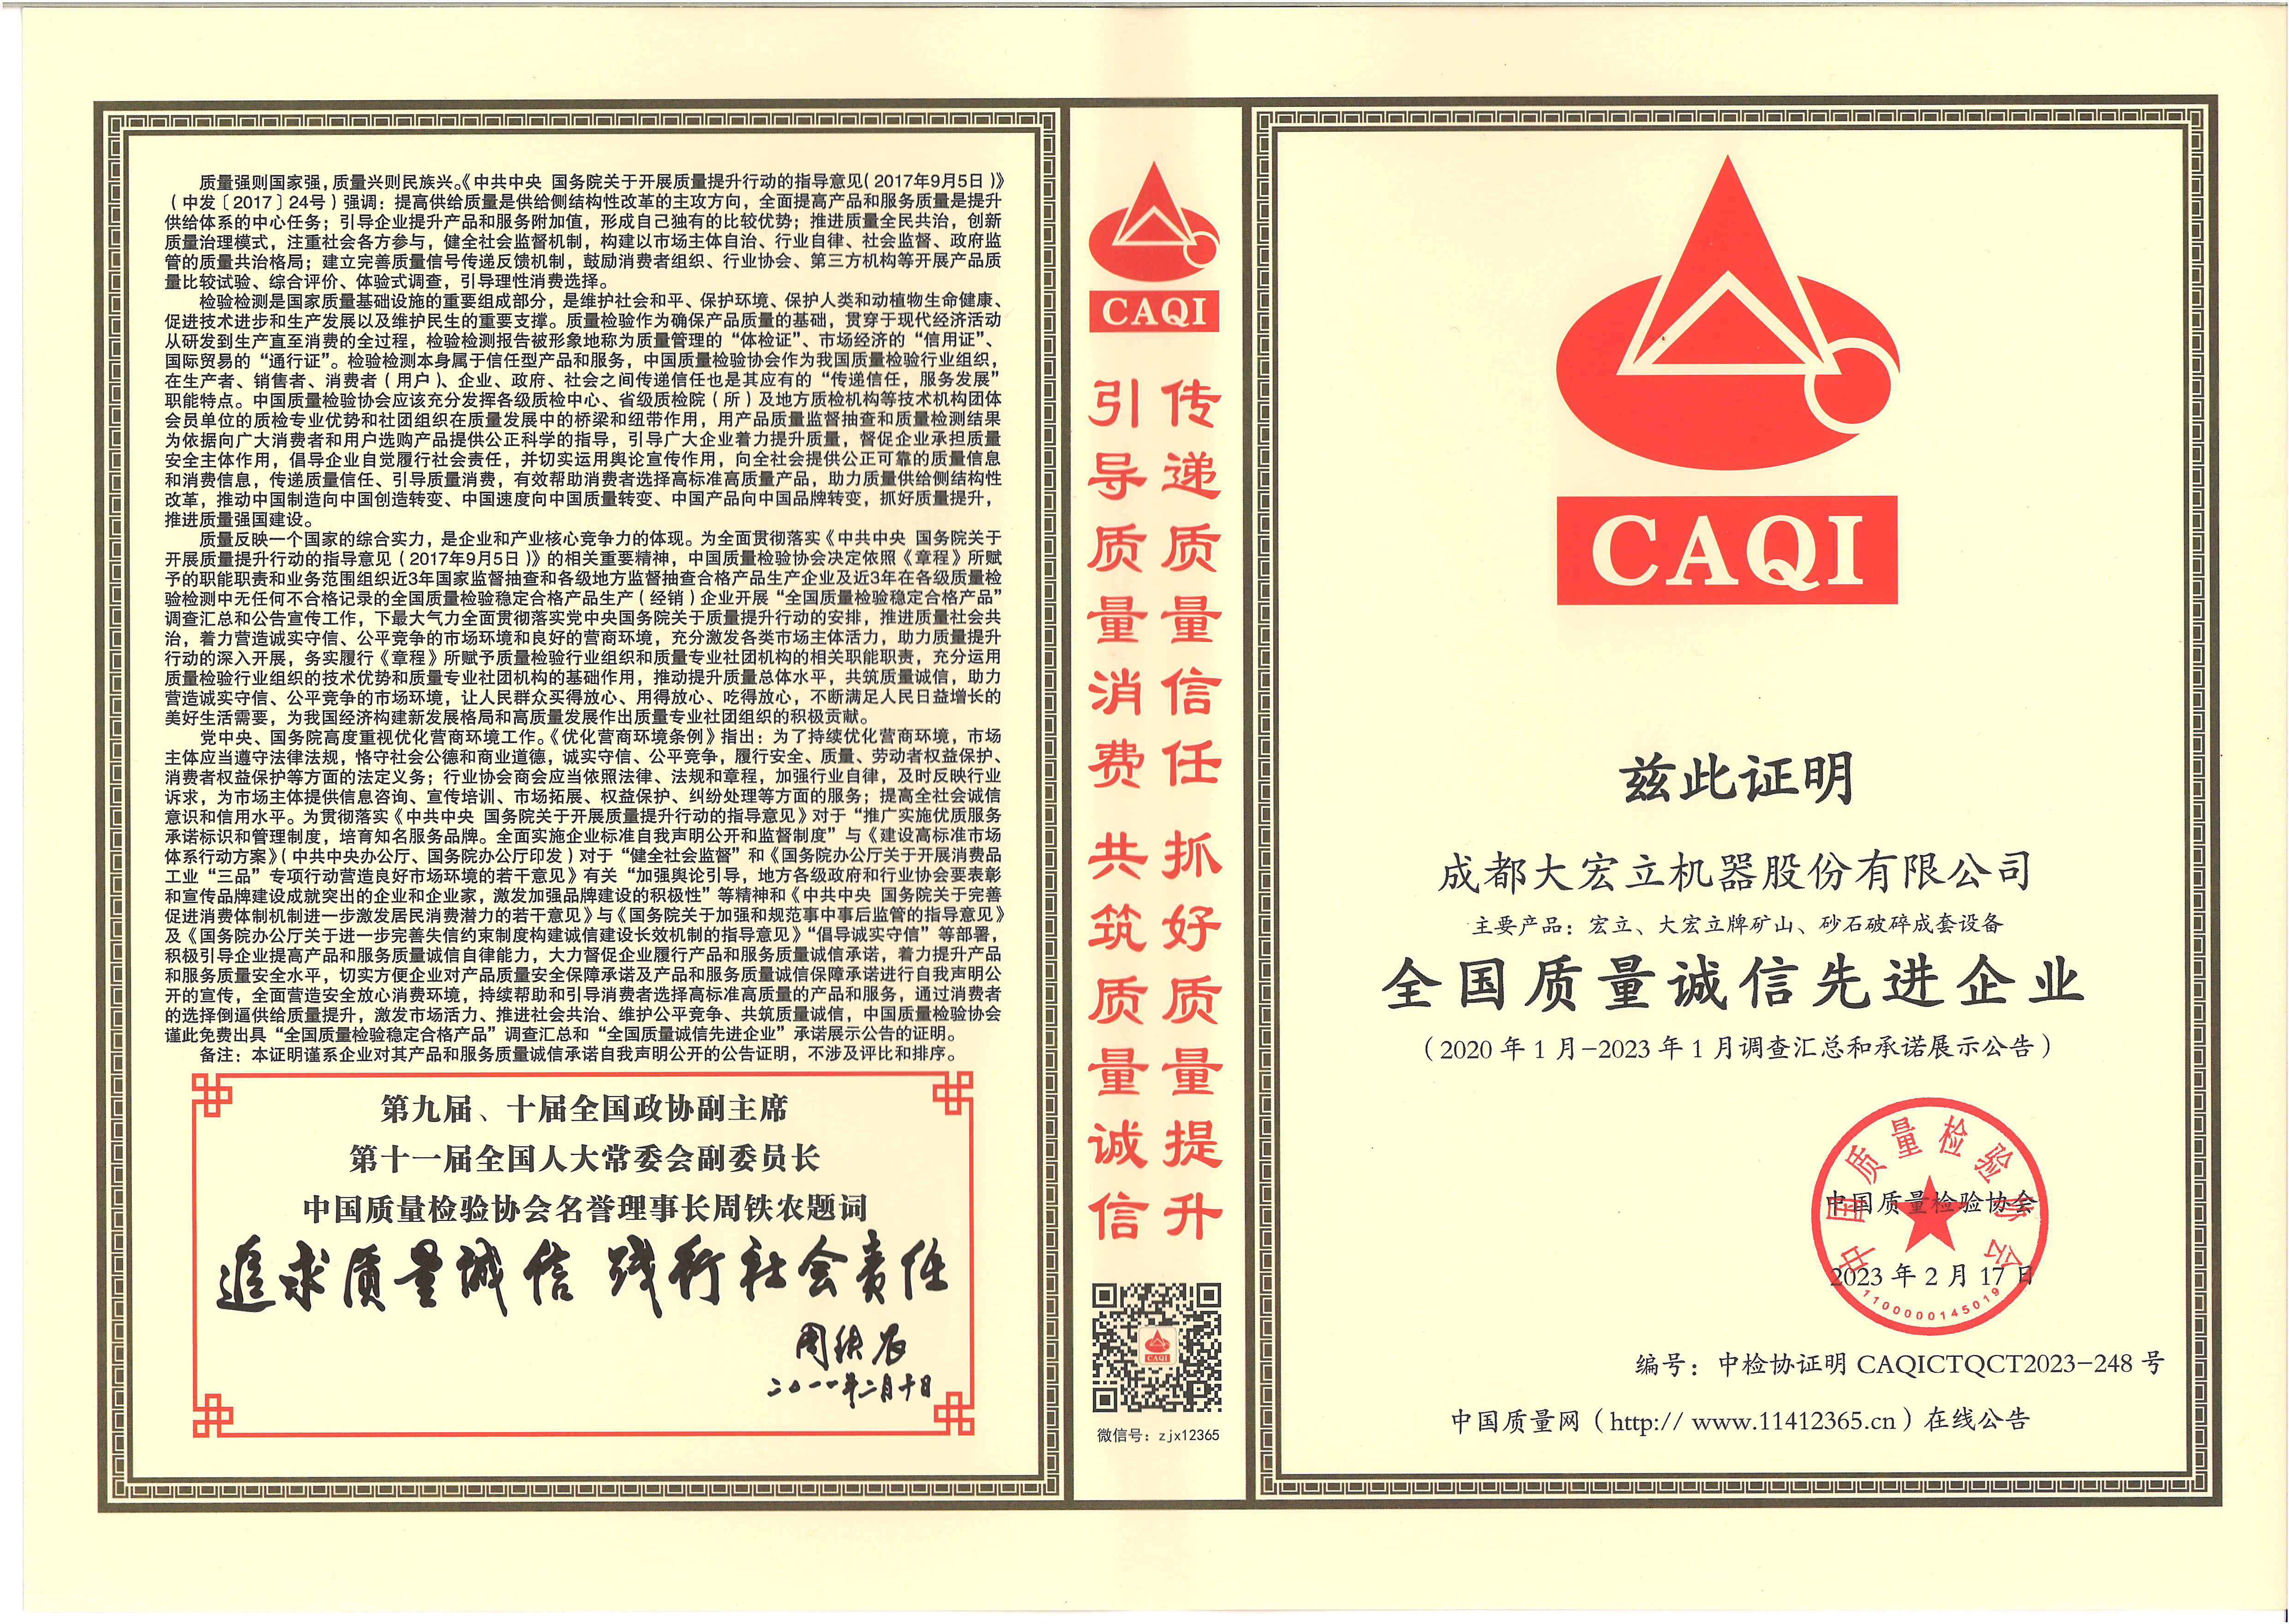 质量强则国家强，质量兴则民族兴。《中共中央 国务院关于开展质量提升行动的指导意见（2017年9月5日）》
（中发〔2017〕24号）强调：提高供给质量是供给侧结构性改革的主攻方向，全面提高产品和服务质量是提升
供给体系的中心任务；引导企业提升产品和服务附加值，形成自己独有的比较优势；推进质量全民共治，创新
质量治理模式，注重社会各方参与，健全社会监督机制，构建以市场主体自治、行业自律、社会监督、政府监
管的质量共治格局；建立完善质量信号传递反馈机制，鼓励消费者组织、行业协会、第三方机构等开展产品质
量比较试验、综合评价、体验式调查，引导理性消费选择。
检验检测是国家质量基础设施的重要组成部分，是维护社会和平、保护环境、保护人类和动植物生命健康、
促进技术进步和生产发展以及维护民生的重要支撑。质量检验作为确保产品质量的基础，贯穿于现代经济活动
从研发到生产直至消费的全过程，检验检测报告被形象地称为质量管理的“体检证”、市场经济的“信用证”、
国际贸易的“通行证”。检验检测本身属于信任型产品和服务，中国质量检验协会作为我国质量检验行业组织，
在生产者、销售者、消费者（用户）、企业、政府、社会之间传递信任也是其应有的“传递信任，服务发展”
职能特点。中国质量检验协会应该充分发挥各级质检中心、省级质检院（所）及地方质检机构等技术机构团体
会员单位的质检专业优势和社团组织在质量发展中的桥梁和纽带作用，用产品质量监督抽查和质量检测结果
为依据向广大消费者和用户选购产品提供公正科学的指导，引导广大企业着力提升质量，督促企业承担质量
安全主体作用，倡导企业自觉履行社会责任，并切实运用舆论宣传作用，向全社会提供公正可靠的质量信息
和消费信息，传递质量信任、引导质量消费，有效帮助消费者选择高标准高质量产品，助力质量供给侧结构性
改革，推动中国制造向中国创造转变、中国速度向中国质量转变、中国产品向中国品牌转变，抓好质量提升，
推进质量强国建设。
质量反映一个国家的综合实力，是企业和产业核心竞争力的体现。为全面贯彻落实《中共中央 国务院关于
开展质量提升行动的指导意见（2017年9月5日）》的相关重要精神，中国质量检验协会决定依照《章程》所赋
予的职能职责和业务范围组织近3年国家监督抽查和各级地方监督抽查合格产品生产企业及近3年在各级质量检
验检测中无任何不合格记录的全国质量检验稳定合格产品生产（经销）企业开展“全国质量检验稳定合格产品”
调查汇总和公告宣传工作，下最大气力全面贯彻落实党中央国务院关于质量提升行动的安排，推进质量社会共
治，着力营造诚实守信、公平竞争的市场环境和良好的营商环境，充分激发各类市场主体活力，助力质量提升
行动的深入开展，务实履行《章程》所赋予质量检验行业组织和质量专业社团机构的相关职能职责，充分运用
质量检验行业组织的技术优势和质量专业社团机构的基础作用，推动提升质量总体水平，共筑质量诚信，助力
营造诚实守信、公平竞争的市场环境，让人民群众买得放心、用得放心、吃得放心，不断满足人民日益增长的
美好生活需要，为我国经济构建新发展格局和高质量发展作出质量专业社团组织的积极贡献。
党中央、国务院高度重视优化营商环境工作。《优化营商环境条例》指出：为了持续优化营商环境，市场
主体应当遵守法律法规，恪守社会公德和商业道德，诚实守信、公平竞争，履行安全、质量、劳动者权益保护、
消费者权益保护等方面的法定义务；行业协会商会应当依照法律、法规和章程，加强行业自律，及时反映行业
诉求，为市场主体提供信息咨询、宣传培训、市场拓展、权益保护、纠纷处理等方面的服务；提高全社会诚信
意识和信用水平。为贯彻落实《中共中央 国务院关于开展质量提升行动的指导意见》对于“推广实施优质服务
承诺标识和管理制度，培育知名服务品牌。全面实施企业标准自我声明公开和监督制度”与《建设高标准市场
体系行动方案》（中共中央办公厅、国务院办公厅印发）对于“健全社会监督”和《国务院办公厅关于开展消费品
工业“三品”专项行动营造良好市场环境的若干意见》有关“加强舆论引导，地方各级政府和行业协会要表彰
和宣传品牌建设成就突出的企业和企业家，激发加强品牌建设的积极性”等精神和《中共中央 国务院关于完善
促进消费体制机制进一步激发居民消费潜力的若干意见》与《国务院关于加强和规范事中事后监管的指导意见》
及《国务院办公厅关于进一步完善失信约束制度构建诚信建设长效机制的指导意见》“倡导诚实守信”等部署，
积极引导企业提高产品和服务质量诚信自律能力，大力督促企业履行产品和服务质量诚信承诺，着力提升产品
和服务质量安全水平，切实方便企业对产品质量安全保障承诺及产品和服务质量诚信保障承诺进行自我声明公
开的宣传，全面营造安全放心消费环境，持续帮助和引导消费者选择高标准高质量的产品和服务，通过消费者
的选择倒逼供给质量提升，激发市场活力、推进社会共治、维护公平竞争、共筑质量诚信，中国质量检验协会
谨此免费出具“全国质量检验稳定合格产品”调查汇总和“全国质量诚信先进企业”承诺展示公告的证明。
备注：本证明谨系企业对其产品和服务质量诚信承诺自我声明公开的公告证明，不涉及评比和排序。
第九届、十届全国政协副主席
第十一届全国人大常委会副委员长
中国质量检验协会名誉理事长周铁农题词
追求质量诚信 践行社会责任
周铁农
二〇一一年二月十日
CAQI
传递质量信任 抓好质量提升
引导质量消费 共筑质量诚信
CAQI
微信号：zjx12365
CAQI
兹此证明
成都大宏立机器股份有限公司
主要产品：宏立、大宏立牌矿山、砂石破碎成套设备
全国质量诚信先进企业
（2020年1月-2023年1月调查汇总和承诺展示公告）
中国质量检验协会
中国质量检验协会
2023年2月17日
1100000145019
编号：中检协证明 CAQICTQCT2023-248 号
中国质量网（http:// www.11412365.cn）在线公告